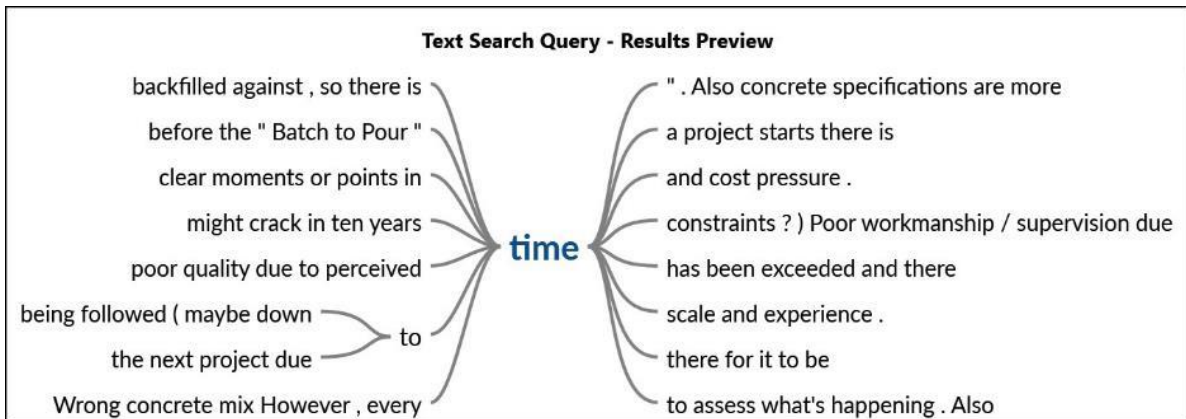 Text Search Query - Results Preview
backfilled against , so there is
before the " Batch to Pour "
clear moments or points in
might crack in ten years
poor quality due to perceived
being followed ( maybe down
the next project due
to
Wrong concrete mix However , every
time
" . Also concrete specifications are more
a project starts there is
and cost pressure .
constraints ? ) Poor workmanship / supervision due
has been exceeded and there
scale and experience .
there for it to be
to assess what's happening . Also